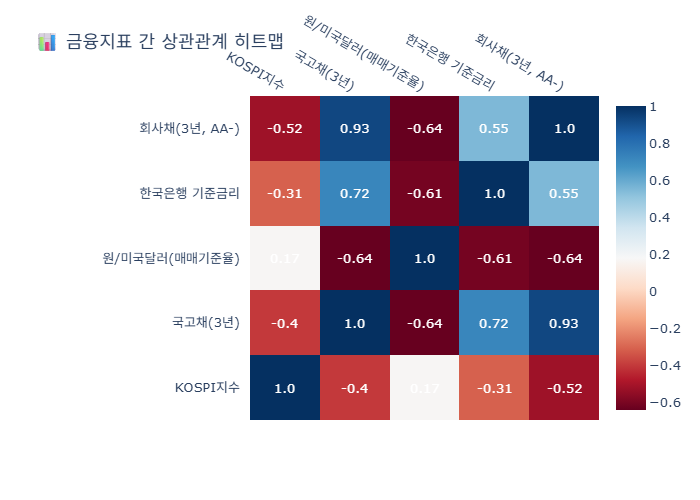 📊 금융지표 간 상관관계 히트맵
KOSPI지수
국고채(3년)
원/미국달러(매매기준율)
한국은행 기준금리
회사채(3년, AA-)
회사채(3년, AA-) -0.52 0.93 -0.64 0.55 1.0
한국은행 기준금리 -0.31 0.72 -0.61 1.0 0.55
원/미국달러(매매기준율) 0.17 -0.64 1.0 -0.61 -0.64
국고채(3년) -0.4 1.0 -0.64 0.72 0.93
KOSPI지수 1.0 -0.4 0.17 -0.31 -0.52
1
0.8
0.6
0.4
0.2
0
−0.2
−0.4
−0.6